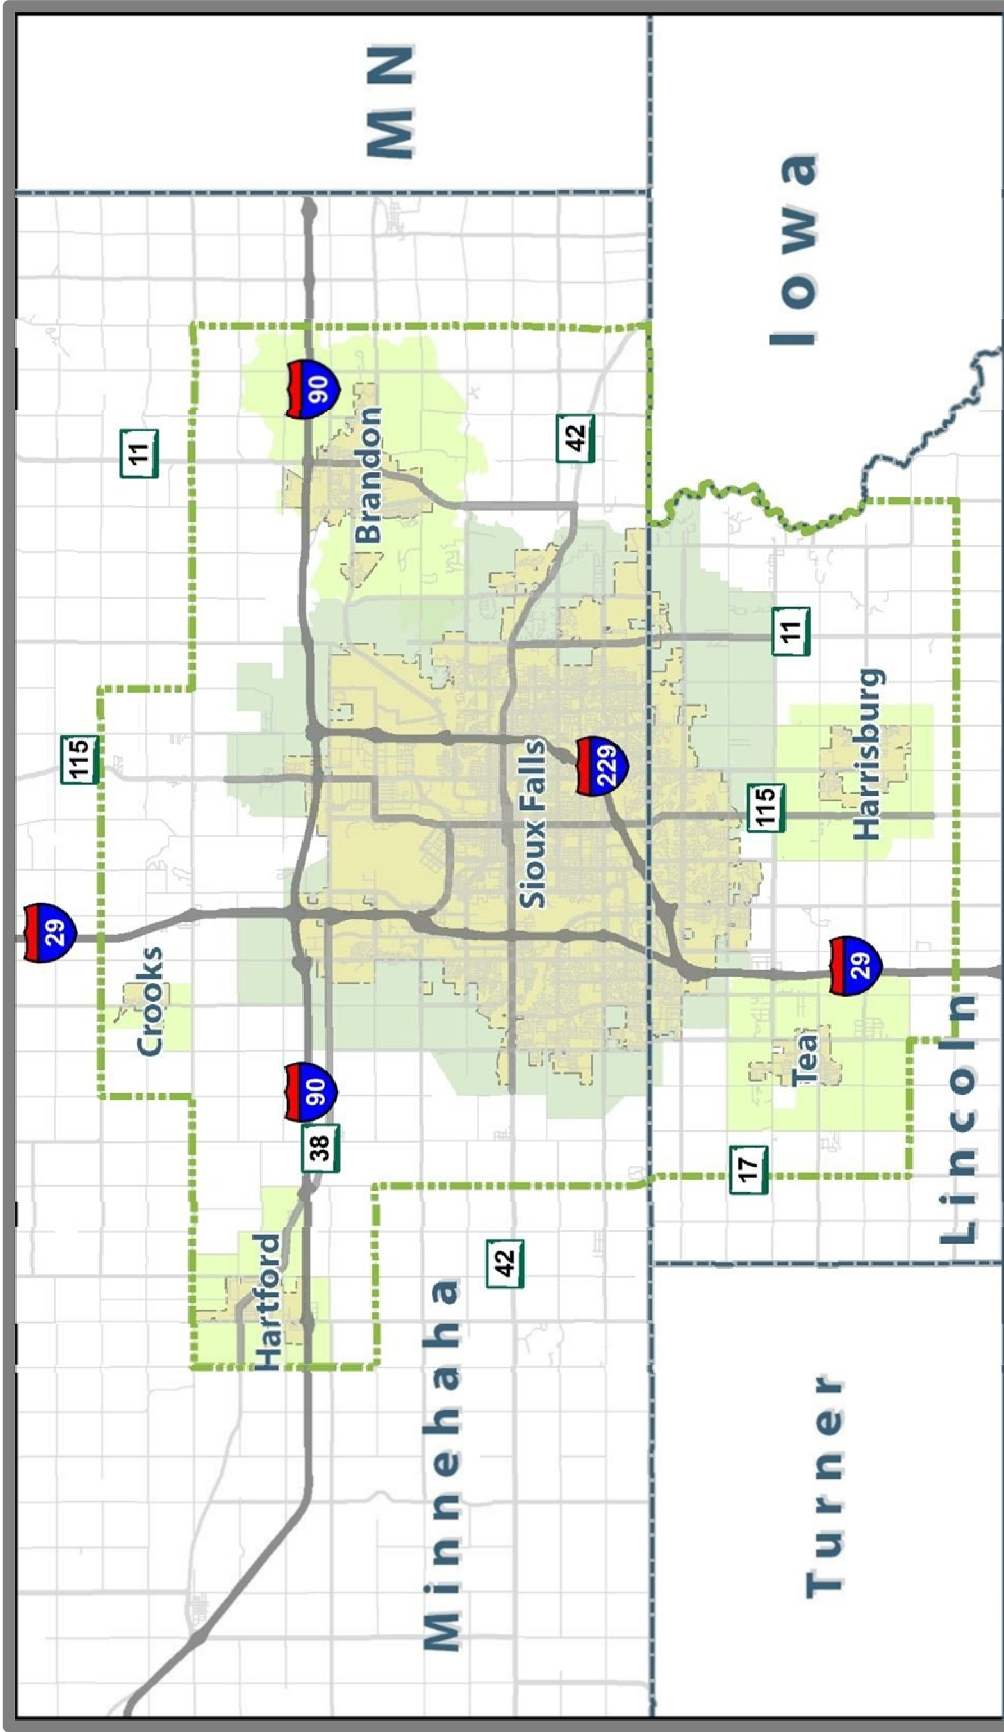 29
115
11
Crooks
Hartford
90
90
38
Brandon
MN
Minnehaha
42
Sioux Falls
42
229
17
115
11
Iowa
Tea
Turner
29
Harrisburg
Lincoln